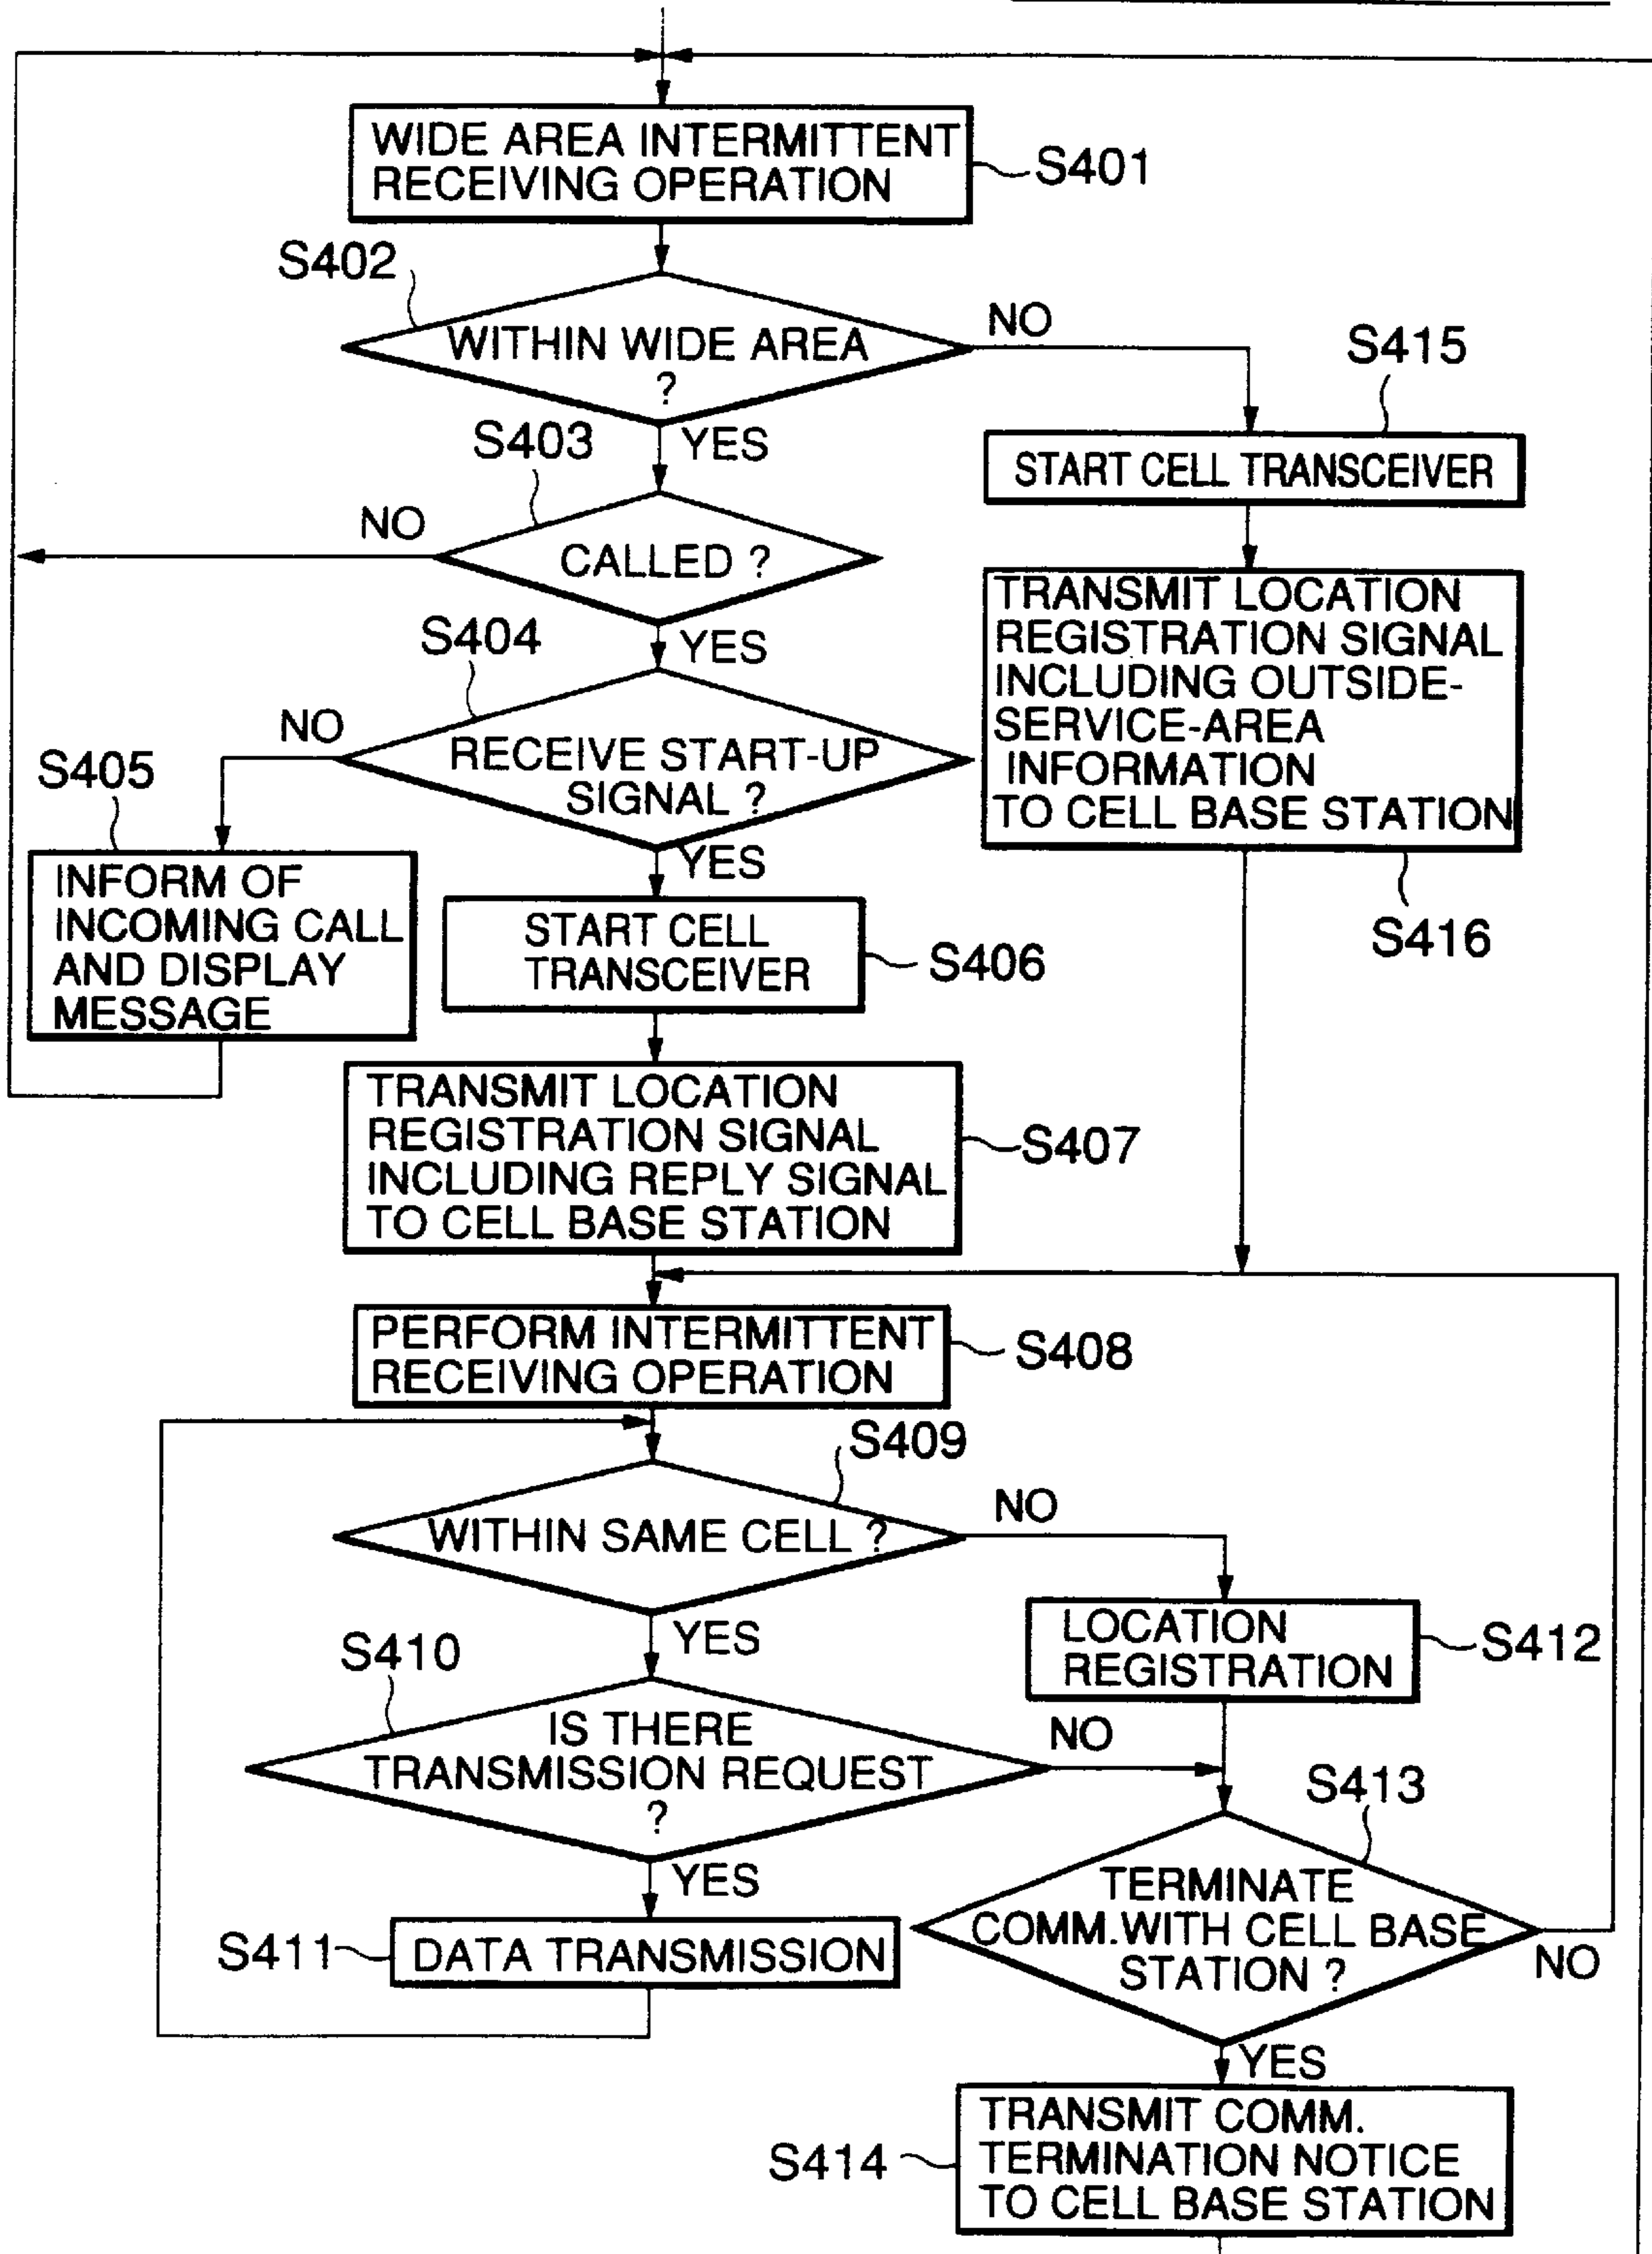 WIDE AREA INTERMITTENT
RECEIVING OPERATION
S401
S402
WITHIN WIDE AREA
?
NO
YES
S415
START CELL TRANSCEIVER
S403
CALLED ?
NO
YES
TRANSMIT LOCATION
REGISTRATION SIGNAL
INCLUDING OUTSIDE-
SERVICE-AREA
INFORMATION
TO CELL BASE STATION
S416
S404
RECEIVE START-UP
SIGNAL ?
NO
YES
S405
INFORM OF
INCOMING CALL
AND DISPLAY
MESSAGE
START CELL
TRANSCEIVER
S406
TRANSMIT LOCATION
REGISTRATION SIGNAL
INCLUDING REPLY SIGNAL
TO CELL BASE STATION
S407
PERFORM INTERMITTENT
RECEIVING OPERATION
S408
S409
WITHIN SAME CELL ?
NO
YES
LOCATION
REGISTRATION
S412
S410
IS THERE
TRANSMISSION REQUEST
?
NO
YES
S413
TERMINATE
COMM.WITH CELL BASE
STATION ?
NO
YES
S411
DATA TRANSMISSION
S414
TRANSMIT COMM.
TERMINATION NOTICE
TO CELL BASE STATION